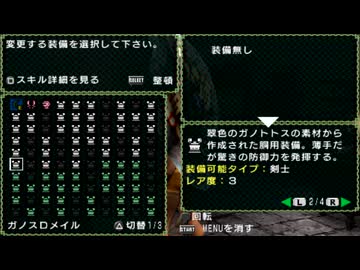 変更する装備を選択して下さい。
スキル詳細を見る
SELECT 整頓
ガノスDメイル
切替1/3
装備無し
翠色のガノトトスの素材から
作成された胴用装備。薄手だ
が驚きの防御力を発揮する。
装備可能タイプ：剣士
レア度：3
L 2/4 R
回転
START MENUを消す